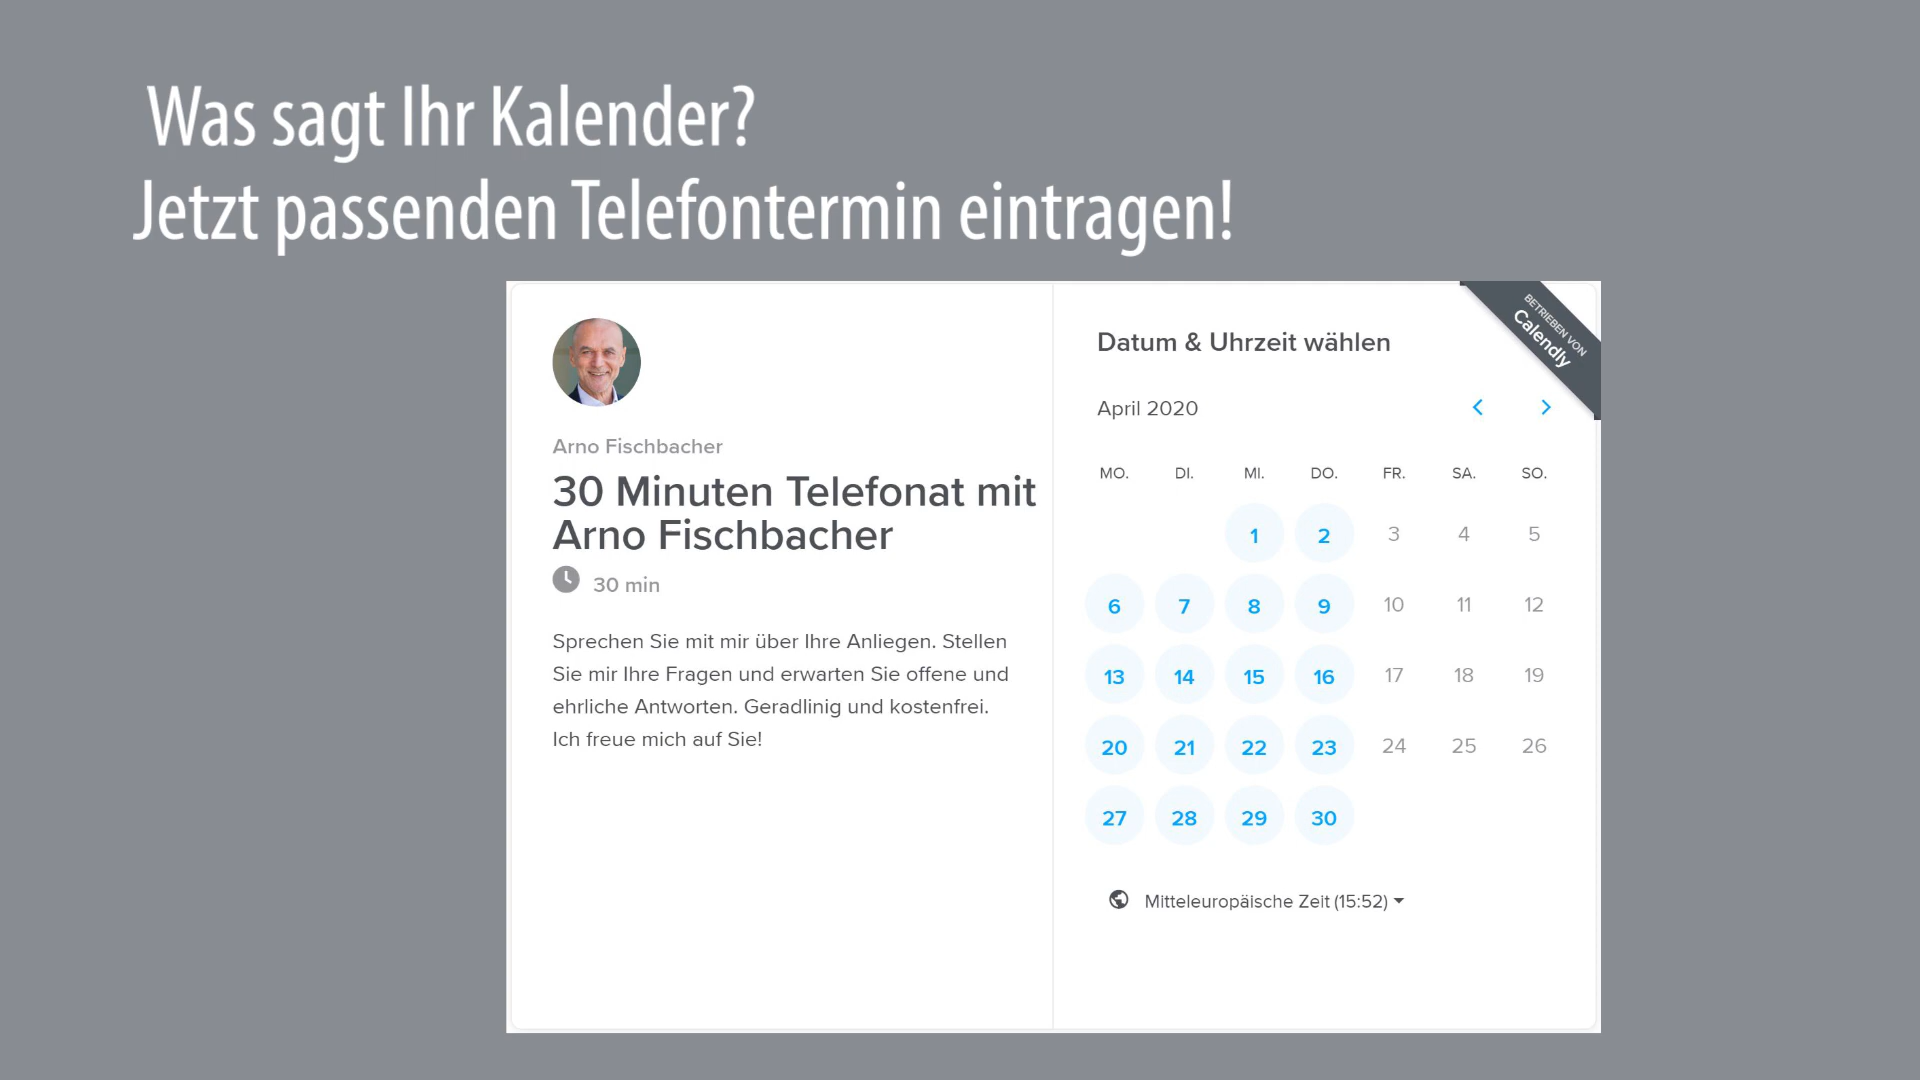 Was sagt Ihr Kalender?
Jetzt passenden Telefontermin eintragen!
Arno Fischbacher
30 Minuten Telefonat mit
Arno Fischbacher
30 min
Sprechen Sie mit mir über Ihre Anliegen. Stellen
Sie mir Ihre Fragen und erwarten Sie offene und
ehrliche Antworten. Geradlinig und kostenfrei.
Ich freue mich auf Sie!
BETRIEBEN VON
Calendly
Datum & Uhrzeit wählen
April 2020
MO. DI. MI. DO. FR. SA. SO.
1 2 3 4 5
6 7 8 9 10 11 12
13 14 15 16 17 18 19
20 21 22 23 24 25 26
27 28 29 30
Mitteleuropäische Zeit (15:52)